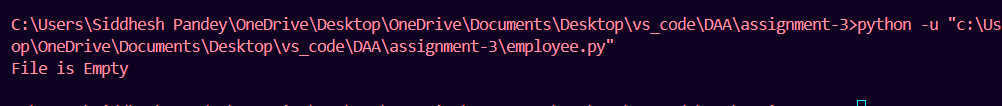 C:\Users\Siddhesh Pandey\OneDrive\Desktop\OneDrive\Documents\Desktop\vs_code\DAA\assignment-3>python -u "c:\Us
op\OneDrive\Documents\Desktop\vs_code\DAA\assignment-3\employee.py"
File is Empty